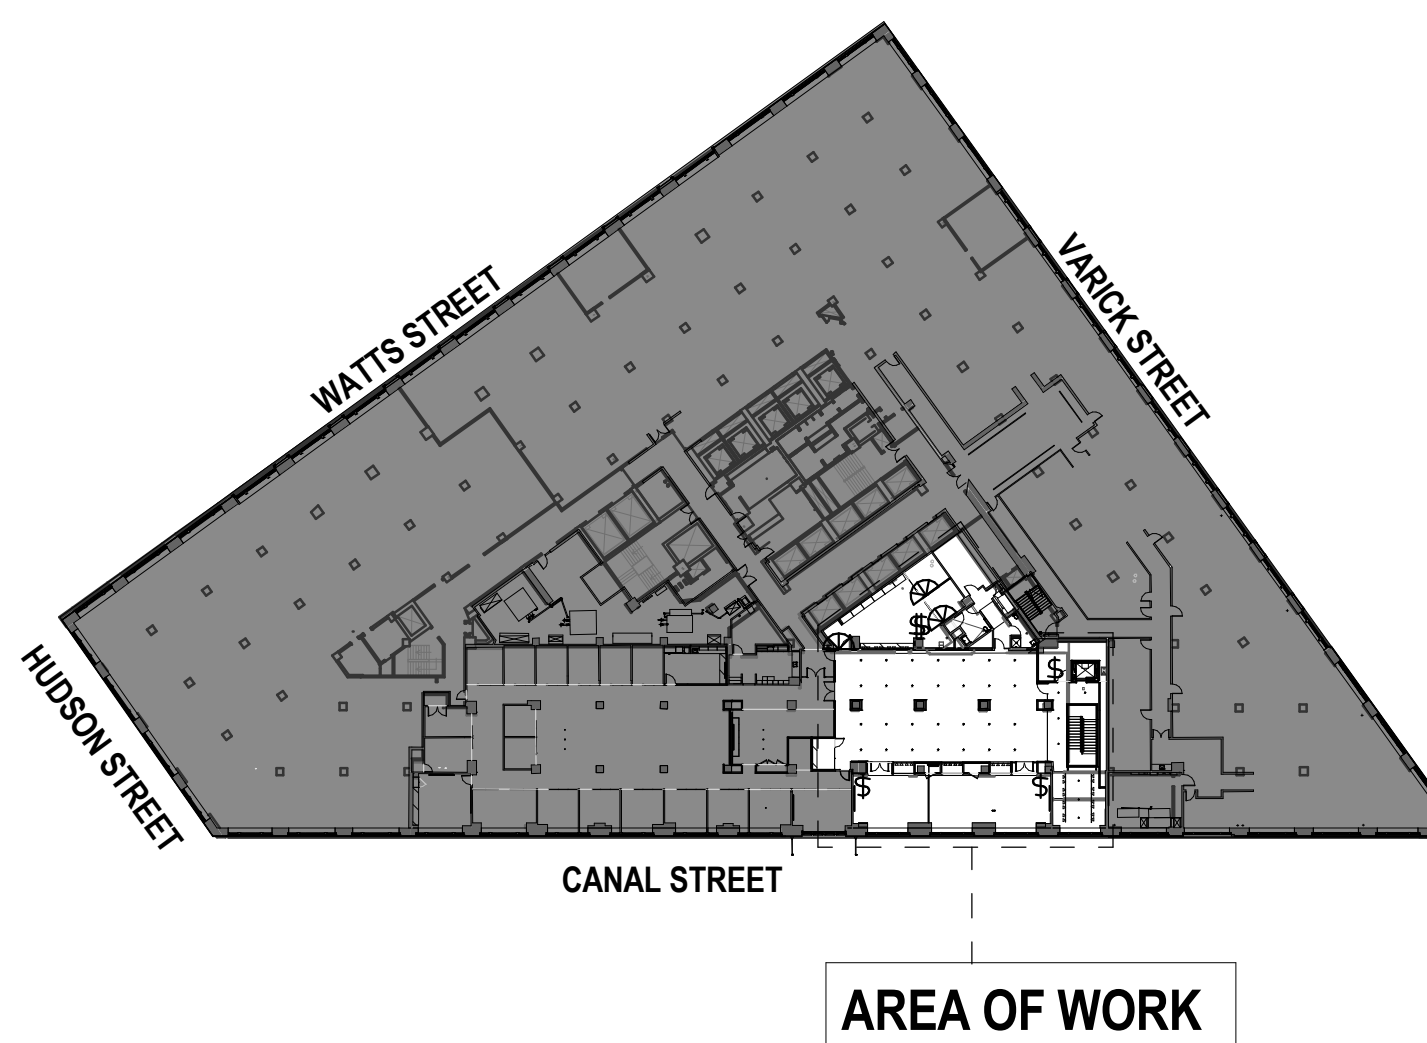 WATTS STREET
VARICK STREET
HUDSON STREET
$
$
$
$
CANAL STREET
AREA OF WORK